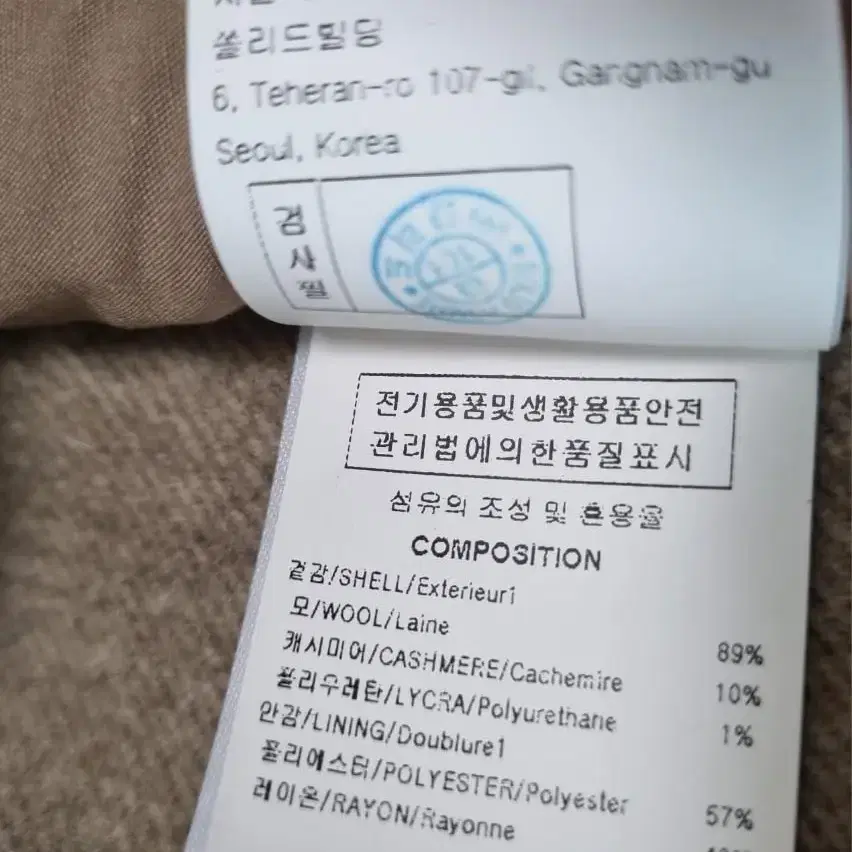 쏠리드빌딩
6, Teheran-ro 107-gil, Gangnam-gu
Seoul, Korea
검사필
전기용품및생활용품안전
관리법에의한품질표시
섬유의 조성 및 혼용율
COMPOSITION
겉감/SHELL/Exterieur1
모/WOOL/Laine 89%
캐시미어/CASHMERE/Cachemire 10%
폴리우레탄/LYCRA/Polyurethane 1%
안감/LINING/Doublure1
폴리에스터/POLYESTER/Polyester 57%
레이온/RAYON/Rayonne